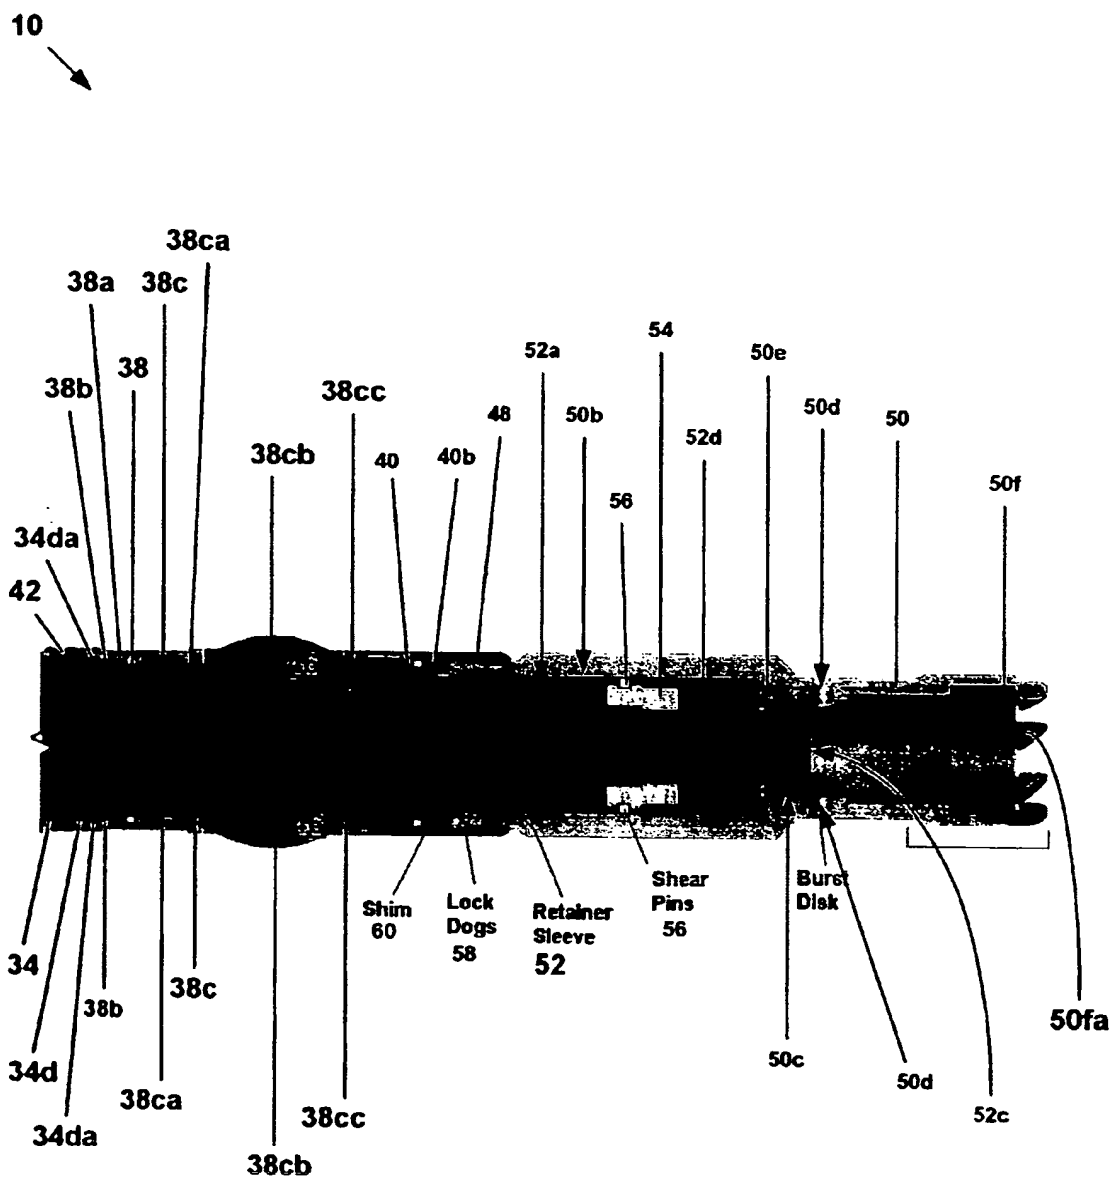 10
38ca
38a
38c
54
52a
50e
38
38b
38cc
50d
50
48
50b
52d
38cb
40
40b
50f
56
34da
42
Shim
60
Lock
Dogs
58
Retainer
Sleeve
52
Shear
Pins
56
Burst
Disk
34
38b
38c
50fa
34d
38ca
38cc
50c
50d
52c
34da
38cb